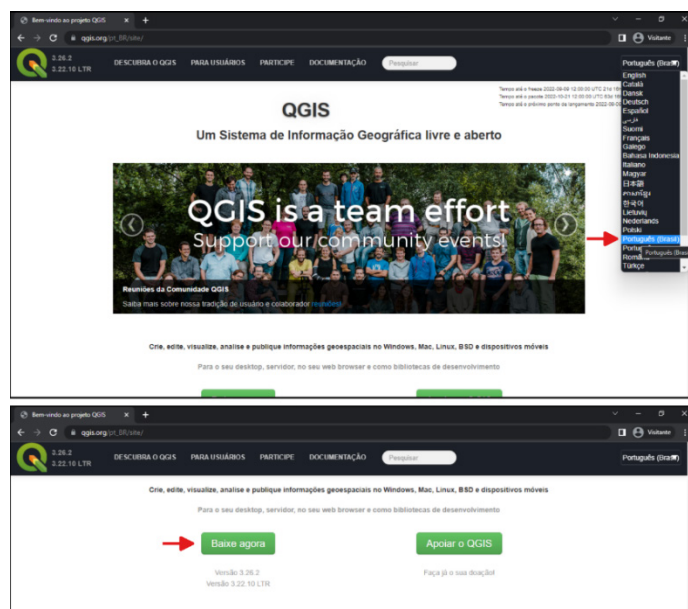 Bem-vindo ao projeto QGIS
qgis.org/pt_BR/site/
Visitante
3.26.2
3.22.10 LTR
DESCUBRA O QGIS PARA USUÁRIOS PARTICIPE DOCUMENTAÇÃO
Pesquisar
Português (Brasil)
QGIS
Um Sistema de Informação Geográfica livre e aberto
QGIS is a team effort
Support our community events!
Reuniões da Comunidade QGIS
Saiba mais sobre nossa tradição de usuário e colaborador reuniões!
English
Català
Dansk
Deutsch
Español
فارسی
Suomi
Français
Galego
Bahasa Indonesia
Italiano
Magyar
日本語
한국어
Lietuvių
Nederlands
Polski
Português (Brasil)
Română
Türkçe
Crie, edite, visualize, analise e publique informações geoespaciais no Windows, Mac, Linux, BSD e dispositivos móveis
Para o seu desktop, servidor, no seu web browser e como bibliotecas de desenvolvimento
Bem-vindo ao projeto QGIS
qgis.org/pt_BR/site/
Visitante
3.26.2
3.22.10 LTR
DESCUBRA O QGIS PARA USUÁRIOS PARTICIPE DOCUMENTAÇÃO
Pesquisar
Português (Brasil)
Crie, edite, visualize, analise e publique informações geoespaciais no Windows, Mac, Linux, BSD e dispositivos móveis
Para o seu desktop, servidor, no seu web browser e como bibliotecas de desenvolvimento
Baixe agora
Apoiar o QGIS
Versão 3.26.2
Versão 3.22.10 LTR
Faça já o sua doação!